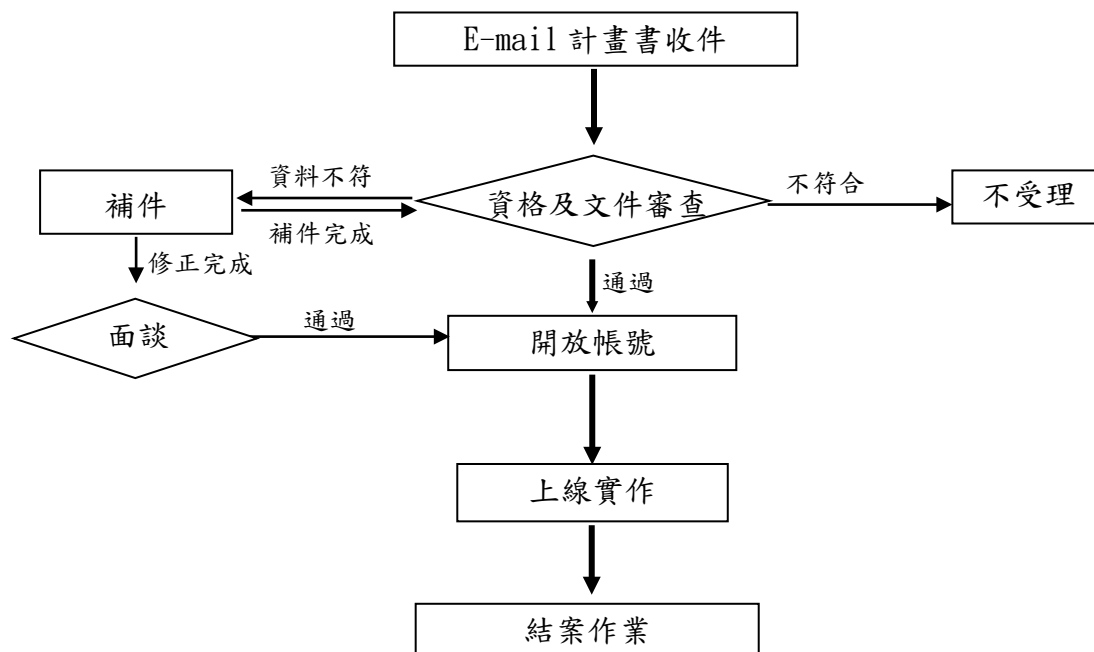 E-mail 計畫書收件
資料不符
不符合
補件
資格及文件審查
不受理
補件完成
修正完成
通過
面談
通過
開放帳號
上線實作
結案作業